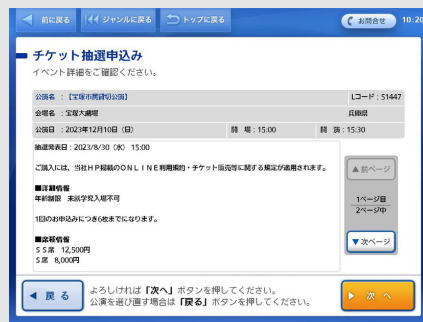 前に戻る ジャンルに戻る トップに戻る お問合せ 10:20
チケット抽選申込み
イベント詳細をご確認ください。
公演名 :【宝塚市民貸切公演】 Lコード:51447
会場名 :宝塚大劇場 兵庫県
公演日 :2023年12月10日(日) 開 場:15:00 開 演:15:30
抽選発表日:2023/8/30(水) 15:00
ご購入には、当社HP掲載のONLINE利用規約・チケット販売等に関する規定が適用されます。
■詳細情報
年齢制限 未就学児入場不可
1回のお申込みにつき6枚までになります。
■席種情報
SS席 12,500円
S席 8,000円
▲前ページ
1ページ目
2ページ中
▼次ページ
戻る
よろしければ「次へ」ボタンを押してください。
公演を選び直す場合は「戻る」ボタンを押してください。
次へ